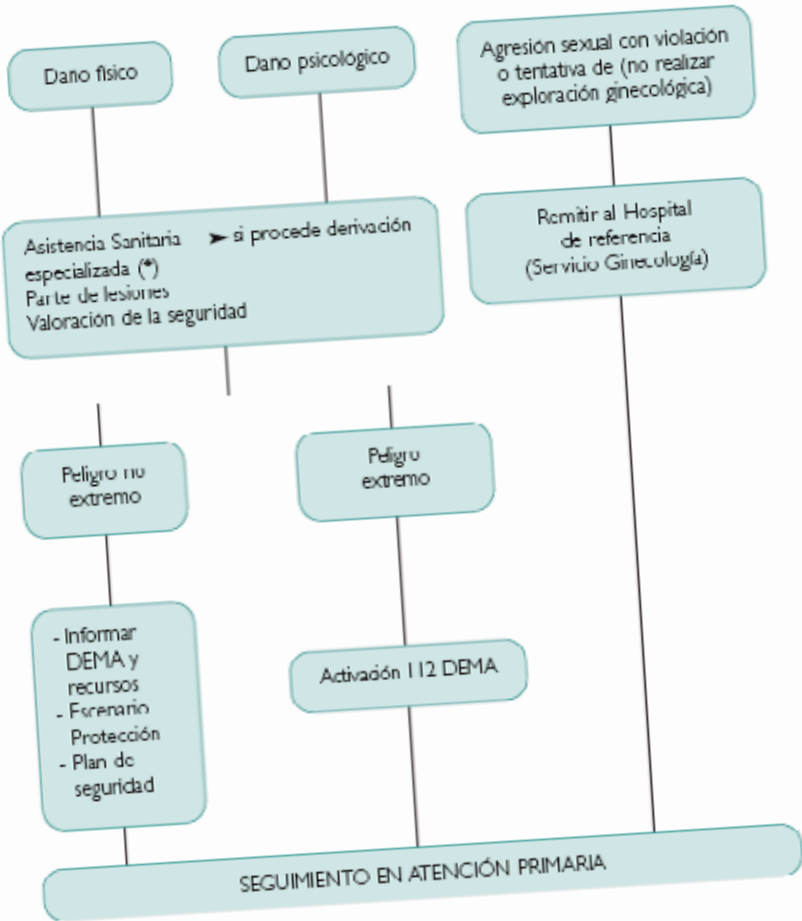 Daño físico
Daño psicológico
Agresión sexual con violación
o tentativa de (no realizar
exploración ginecológica)
Asistencia Sanitaria ➤ si procede derivación
especializada (*)
Parte de lesiones
Valoración de la seguridad
Remitir al Hospital
de referencia
(Servicio Ginecología)
Peligro no
extremo
Peligro
extremo
- Informar
DEMA y
recursos
- Escenario
Protección
- Plan de
seguridad
Activación 112 DEMA
SEGUIMIENTO EN ATENCIÓN PRIMARIA